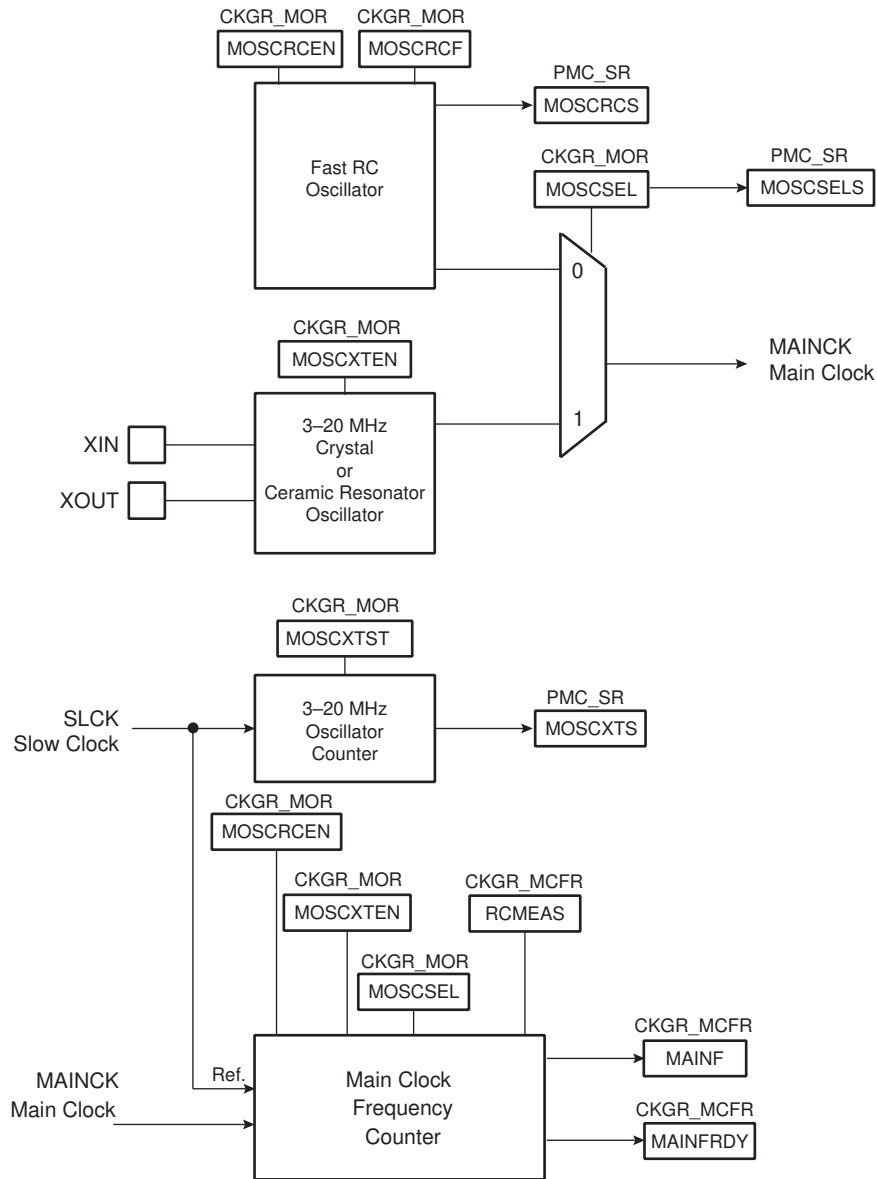 CKGR_MOR
CKGR_MOR
MOSCRCEN
MOSCRCF
PMC_SR
MOSCRCS
Fast RC
Oscillator
CKGR_MOR
MOSCSEL
PMC_SR
MOSCSELS
0
CKGR_MOR
MOSCXTEN
MAINCK
Main Clock
3–20 MHz
Crystal
or
Ceramic Resonator
Oscillator
1
XIN
XOUT
CKGR_MOR
MOSCXTST
SLCK
Slow Clock
3–20 MHz
Oscillator
Counter
PMC_SR
MOSCXTS
CKGR_MOR
MOSCRCEN
CKGR_MOR
MOSCXTEN
CKGR_MCFR
RCMEAS
CKGR_MOR
MOSCSEL
CKGR_MCFR
MAINF
Ref.
MAINCK
Main Clock
Main Clock
Frequency
Counter
CKGR_MCFR
MAINFRDY